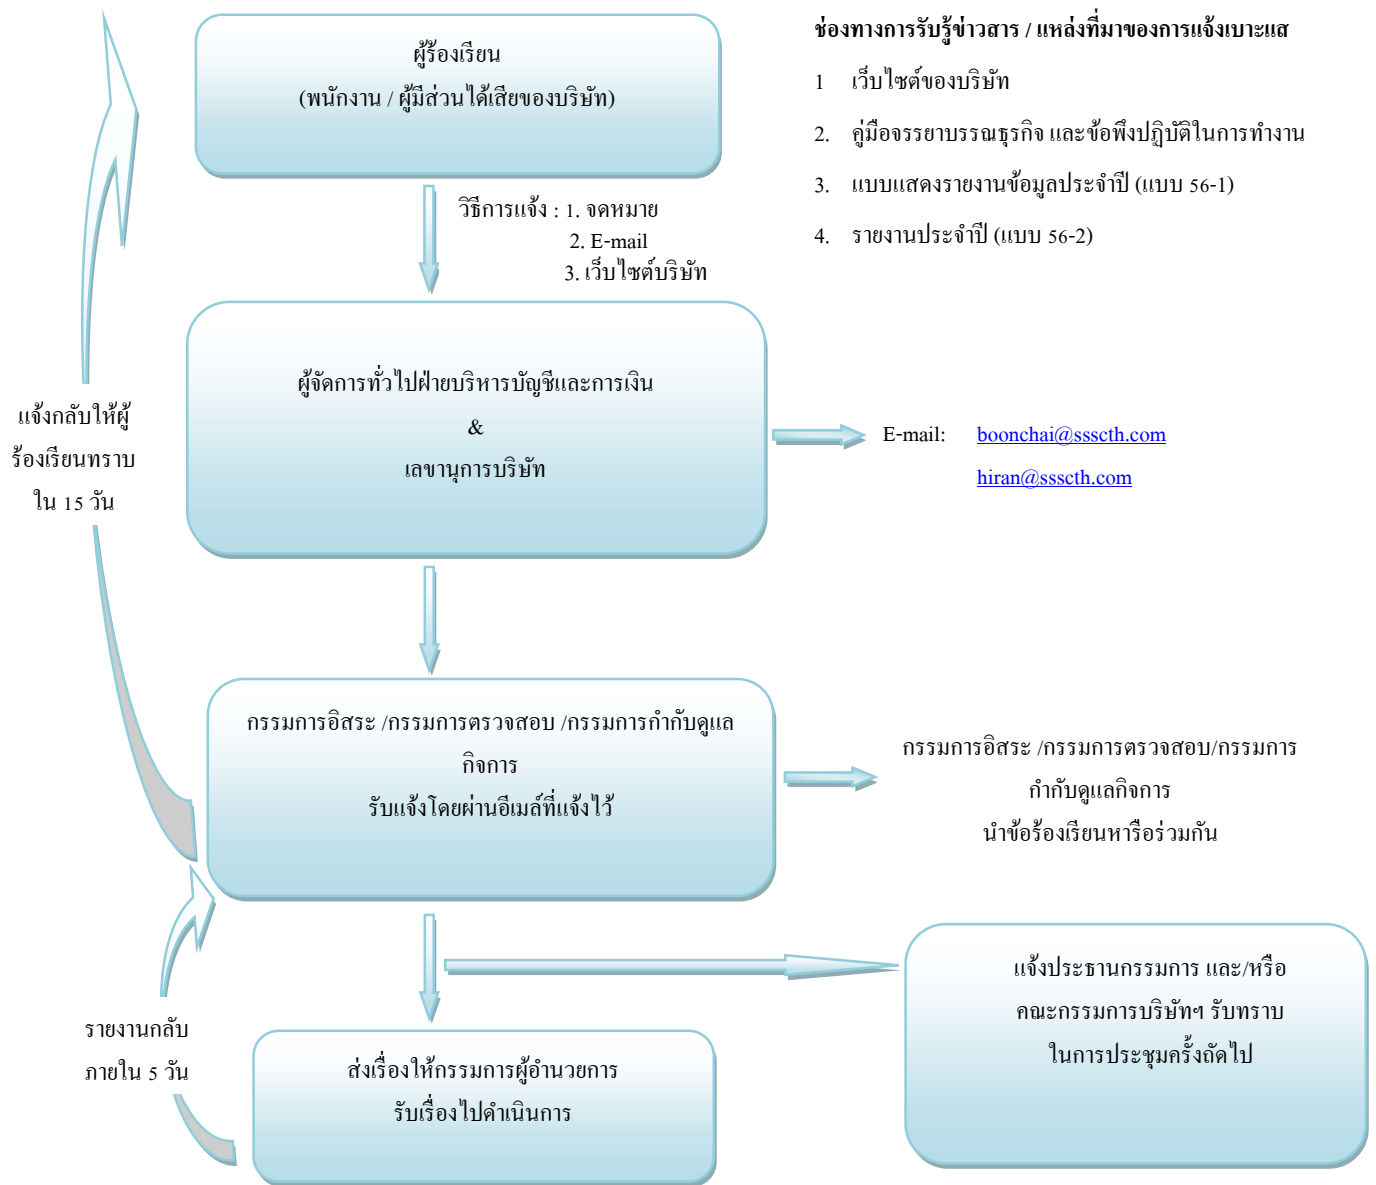 ผู้ร้องเรียน
(พนักงาน / ผู้มีส่วนได้เสียของบริษัท)
ช่องทางการรับรู้ข่าวสาร / แหล่งที่มาของการแจ้งเบาะแส
1 เว็บไซต์ของบริษัท
2. คู่มือจรรยาบรรณธุรกิจ และข้อพึงปฏิบัติในการทำงาน
3. แบบแสดงรายงานข้อมูลประจำปี (แบบ 56-1)
4. รายงานประจำปี (แบบ 56-2)
วิธีการแจ้ง : 1. จดหมาย
2. E-mail
3. เว็บไซต์บริษัท
ผู้จัดการทั่วไปฝ่ายบริหารบัญชีและการเงิน
&
เลขานุการบริษัท
E-mail: boonchai@ssscth.com
hiran@ssscth.com
แจ้งกลับให้ผู้
ร้องเรียนทราบ
ใน 15 วัน
กรรมการอิสระ /กรรมการตรวจสอบ /กรรมการกำกับดูแล
กิจการ
รับแจ้งโดยผ่านอีเมล์ที่แจ้งไว้
กรรมการอิสระ /กรรมการตรวจสอบ/กรรมการ
กำกับดูแลกิจการ
นำข้อร้องเรียนหารือร่วมกัน
แจ้งประธานกรรมการ และ/หรือ
คณะกรรมการบริษัทฯ รับทราบ
ในการประชุมครั้งถัดไป
รายงานกลับ
ภายใน 5 วัน
ส่งเรื่องให้กรรมการผู้อำนวยการ
รับเรื่องไปดำเนินการ